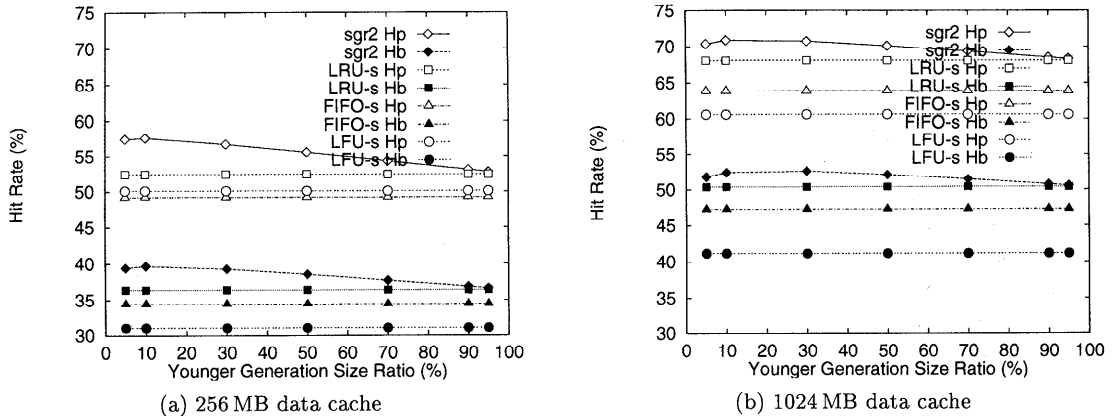 75
70
65
60
55
50
45
40
35
30
Hit Rate (%)
sgr2 Hp
sgr2 Hb
LRU-s Hp
LRU-s Hb
FIFO-s Hp
FIFO-s Hb
LFU-s Hp
LFU-s Hb
0 10 20 30 40 50 60 70 80 90 100
Younger Generation Size Ratio (%)
(a) 256 MB data cache
75
70
65
60
55
50
45
40
35
30
Hit Rate (%)
sgr2 Hp
sgr2 Hb
LRU-s Hp
LRU-s Hb
FIFO-s Hp
FIFO-s Hb
LFU-s Hp
LFU-s Hb
0 10 20 30 40 50 60 70 80 90 100
Younger Generation Size Ratio (%)
(b) 1024 MB data cache